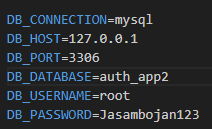 DB_CONNECTION=mysql
DB_HOST=127.0.0.1
DB_PORT=3306
DB_DATABASE=auth_app2
DB_USERNAME=root
DB_PASSWORD=Jasambojan123